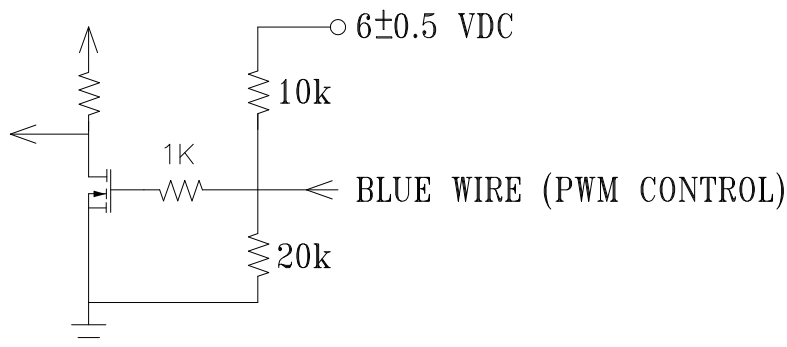 6±0.5 VDC
10k
1K
BLUE WIRE (PWM CONTROL)
20k